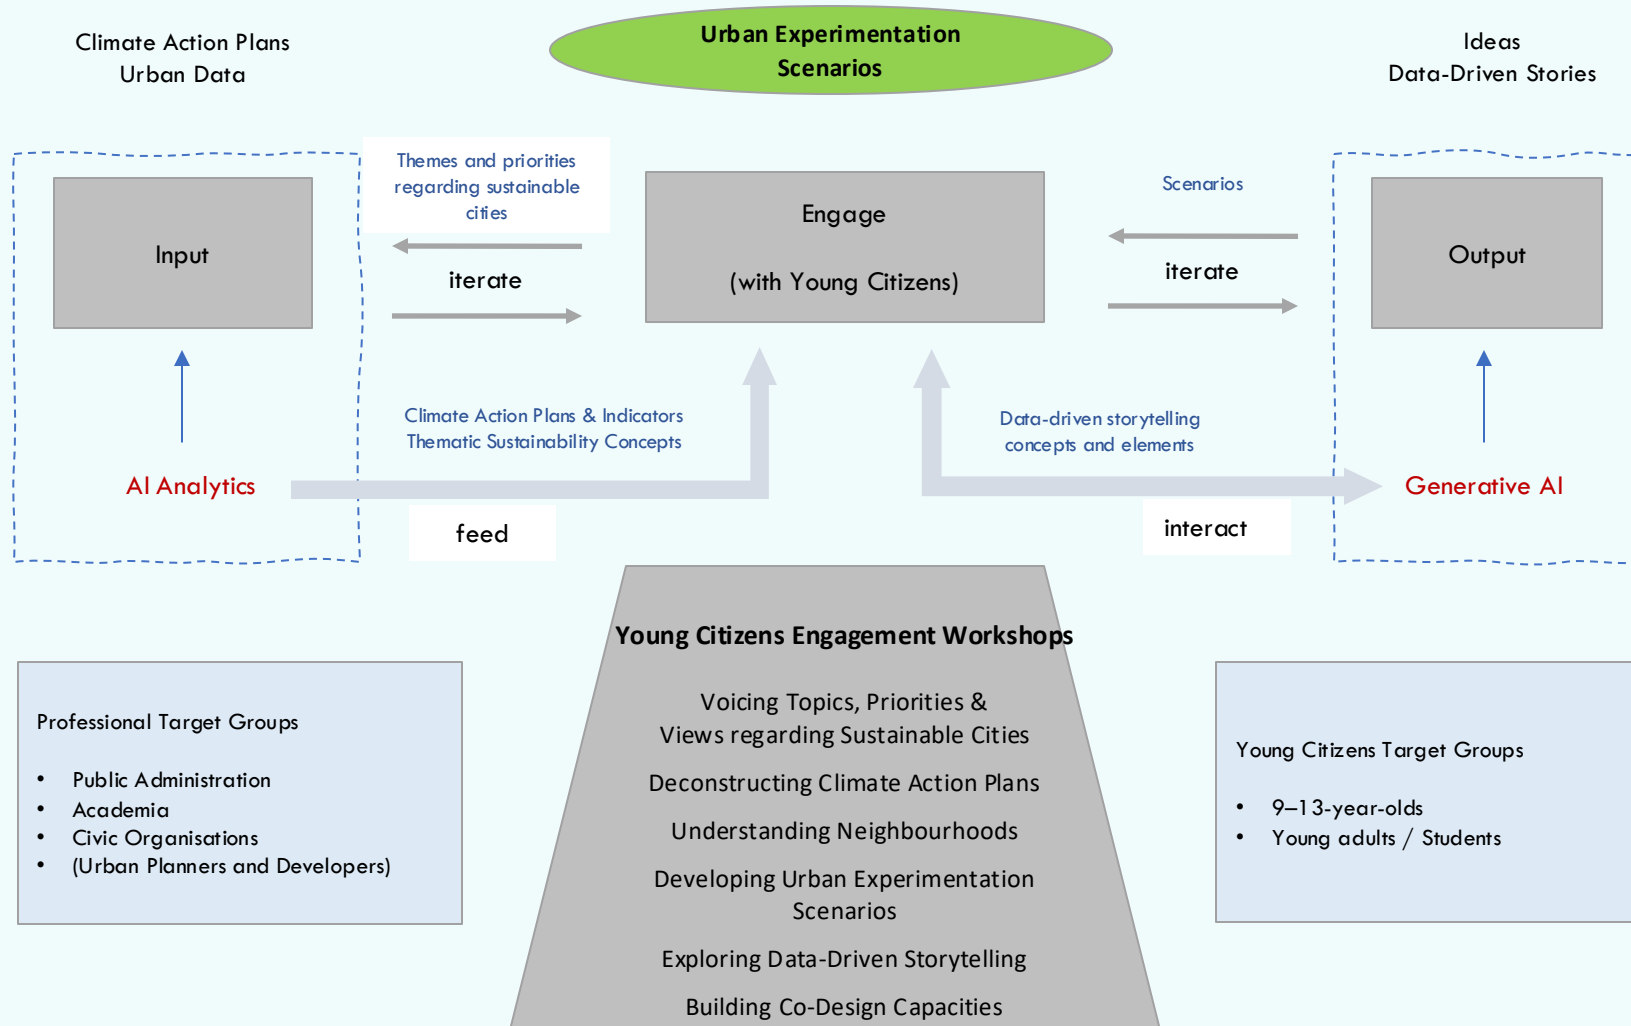 Climate Action Plans
Urban Data
Urban Experimentation
Scenarios
Ideas
Data-Driven Stories
Themes and priorities
regarding sustainable
cities
Scenarios
Input
Engage
(with Young Citizens)
Output
iterate
iterate
Climate Action Plans & Indicators
Thematic Sustainability Concepts
Data-driven storytelling
concepts and elements
AI Analytics
Generative AI
feed
interact
Young Citizens Engagement Workshops
Voicing Topics, Priorities &
Views regarding Sustainable Cities
Deconstructing Climate Action Plans
Understanding Neighbourhoods
Developing Urban Experimentation
Scenarios
Exploring Data-Driven Storytelling
Building Co-Design Capacities
Professional Target Groups
• Public Administration
• Academia
• Civic Organisations
• (Urban Planners and Developers)
Young Citizens Target Groups
• 9–13-year-olds
• Young adults / Students